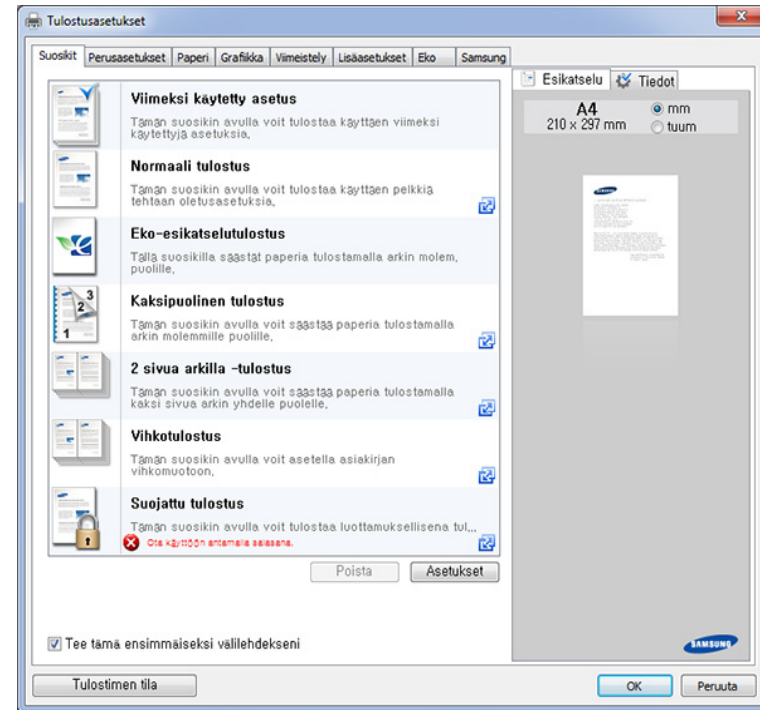 Tulostusasetukset
Suosikit Perusasetukset Paperi Grafiikka Viimeistely Lisäasetukset Eko Samsung
Viimeksi käytetty asetus
Tämän suosikin avulla voit tulostaa käyttäen viimeksi
käytettyjä asetuksia.
Normaali tulostus
Tämän suosikin avulla voit tulostaa käyttäen pelkkiä
tehtaan oletusasetuksia.
Eko-esikatselutulostus
Tällä suosikilla säästät paperia tulostamalla arkin molem.
puolille.
1 2 3
Kaksipuolinen tulostus
Tämän suosikin avulla voit säästää paperia tulostamalla
arkin molemmille puolille.
2 sivua arkilla -tulostus
Tämän suosikin avulla voit säästää paperia tulostamalla
kaksi sivua arkin yhdelle puolelle.
Vihkotulostus
Tämän suosikin avulla voit asetella asiakirjan
vihkomuotoon.
Suojattu tulostus
Tämän suosikin avulla voit tulostaa luottamuksellisena tul...
Ota käyttöön antamalla salasana.
Poista Asetukset
Tee tämä ensimmäiseksi välilehdekseni
Esikatselu Tiedot
A4
210 x 297 mm
mm
tuum
SAMSUNG
Tulostimen tila
OK Peruuta